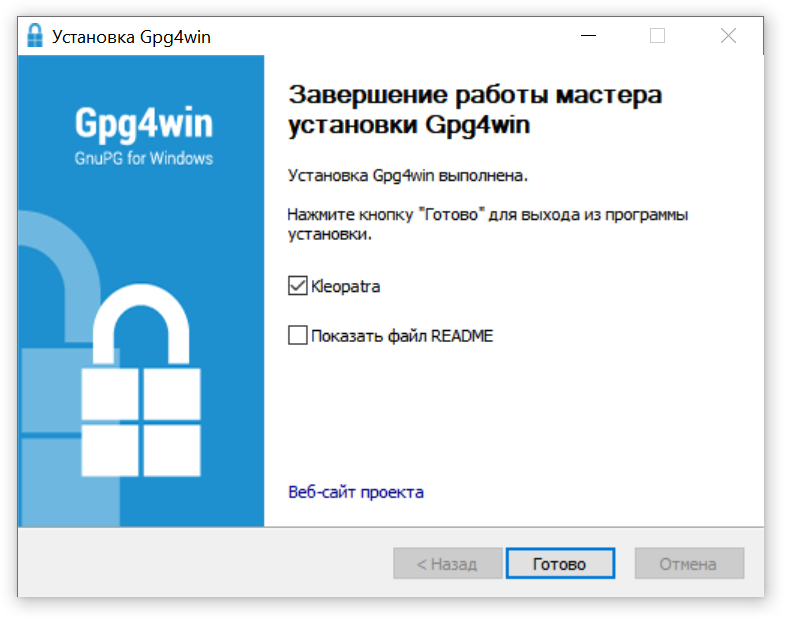 Установка Gpg4win
Gpg4win
GnuPG for Windows
Завершение работы мастера
установки Gpg4win
Установка Gpg4win выполнена.
Нажмите кнопку "Готово" для выхода из программы
установки.
Kleopatra
Показать файл README
Веб-сайт проекта
< Назад
Готово
Отмена